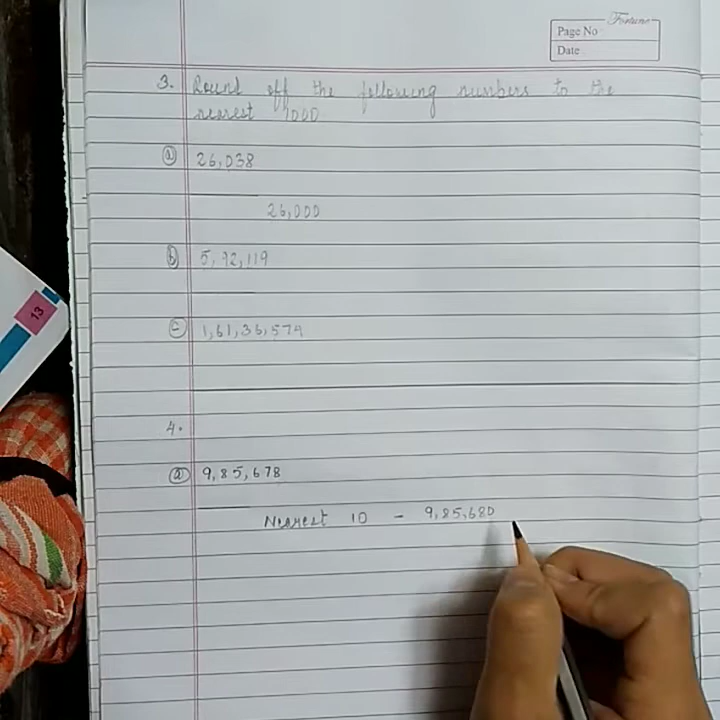 Fortune
Page No
Date
3. Round off the following numbers to the
nearest 1000
(a) 26,038
26,000
(b) 5,92,119
(c) 1,61,36,579
4.
(a) 9,85,678
Nearest 10 - 9,85,680
13